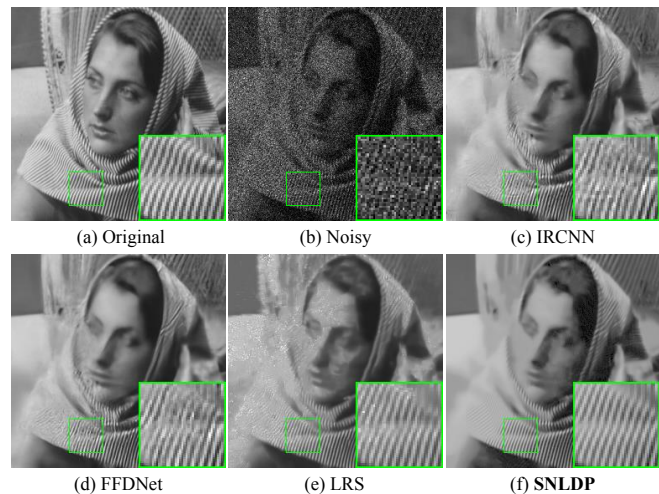 (a) Original
(b) Noisy
(c) IRCNN
(d) FFDNet
(e) LRS
(f) SNLDP